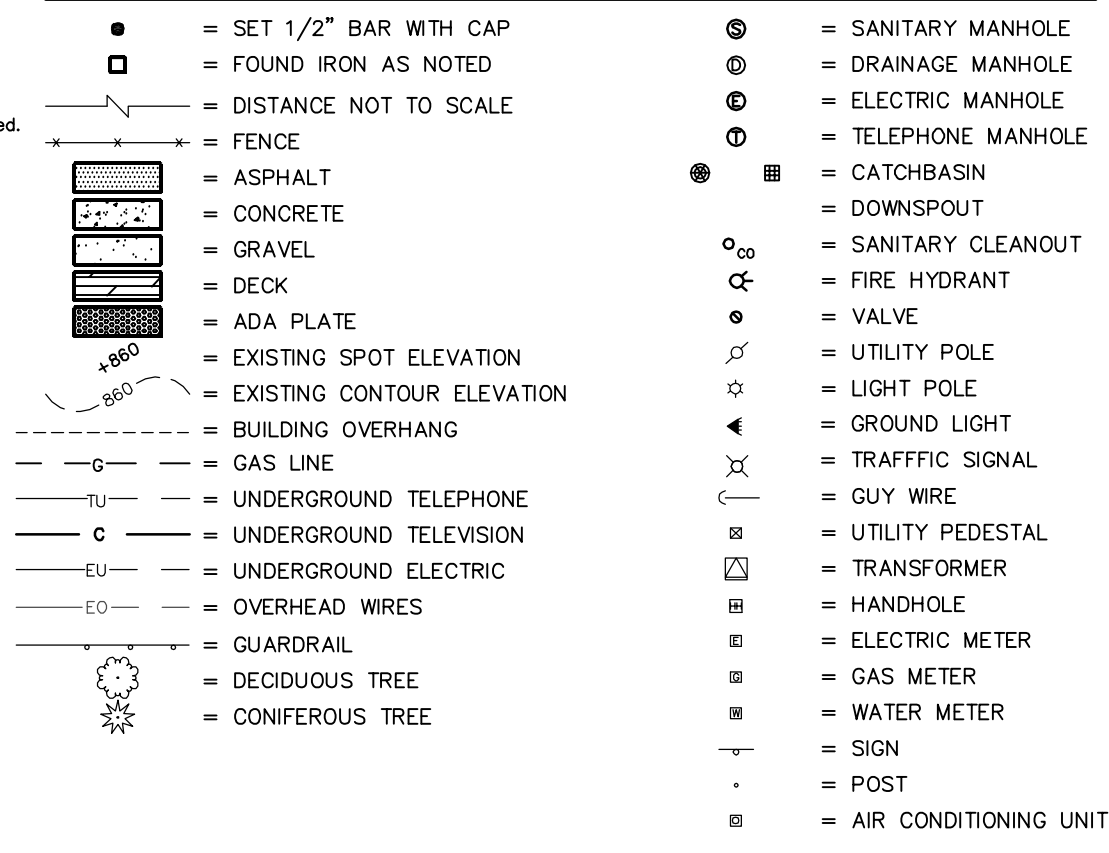 = SET 1/2" BAR WITH CAP
= FOUND IRON AS NOTED
= DISTANCE NOT TO SCALE
ed.
x x x = FENCE
= ASPHALT
= CONCRETE
= GRAVEL
= DECK
= ADA PLATE
+860 = EXISTING SPOT ELEVATION
860 = EXISTING CONTOUR ELEVATION
= BUILDING OVERHANG
G = GAS LINE
TU = UNDERGROUND TELEPHONE
C = UNDERGROUND TELEVISION
EU = UNDERGROUND ELECTRIC
EO = OVERHEAD WIRES
= GUARDRAIL
= DECIDUOUS TREE
= CONIFEROUS TREE
S = SANITARY MANHOLE
D = DRAINAGE MANHOLE
E = ELECTRIC MANHOLE
T = TELEPHONE MANHOLE
= CATCHBASIN
= DOWNSPOUT
CO = SANITARY CLEANOUT
= FIRE HYDRANT
= VALVE
= UTILITY POLE
= LIGHT POLE
= GROUND LIGHT
= TRAFFFIC SIGNAL
= GUY WIRE
= UTILITY PEDESTAL
= TRANSFORMER
= HANDHOLE
E = ELECTRIC METER
G = GAS METER
W = WATER METER
= SIGN
= POST
= AIR CONDITIONING UNIT